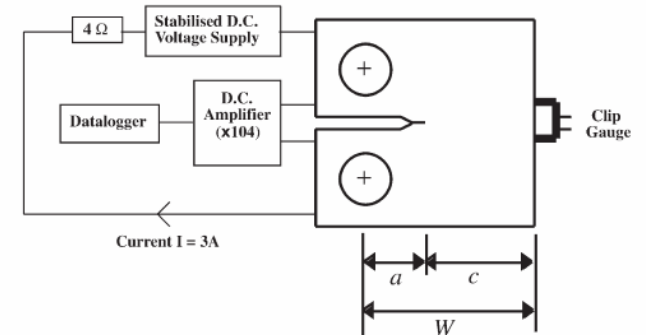 4 Ω
Stabilised D.C.
Voltage Supply
D.C.
Amplifier
(x104)
Datalogger
+
+
Clip
Gauge
Current I = 3A
a
c
W